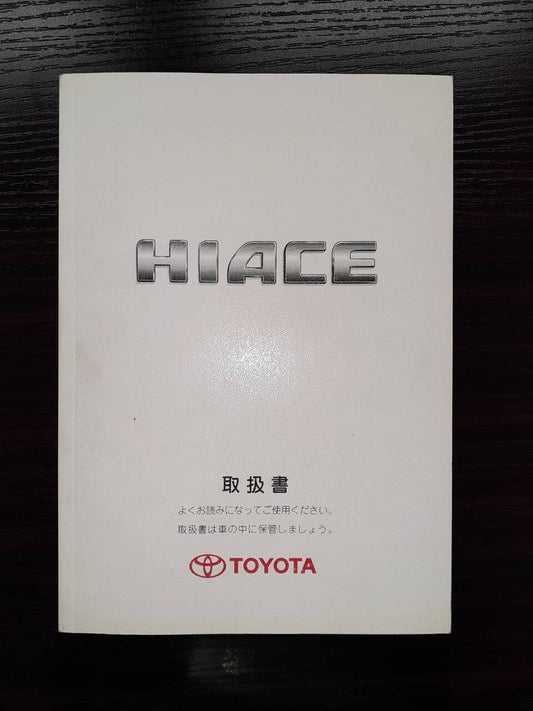 HIACE
取扱書
よくお読みになってご使用ください。
取扱書は車の中に保管しましょう。
TOYOTA